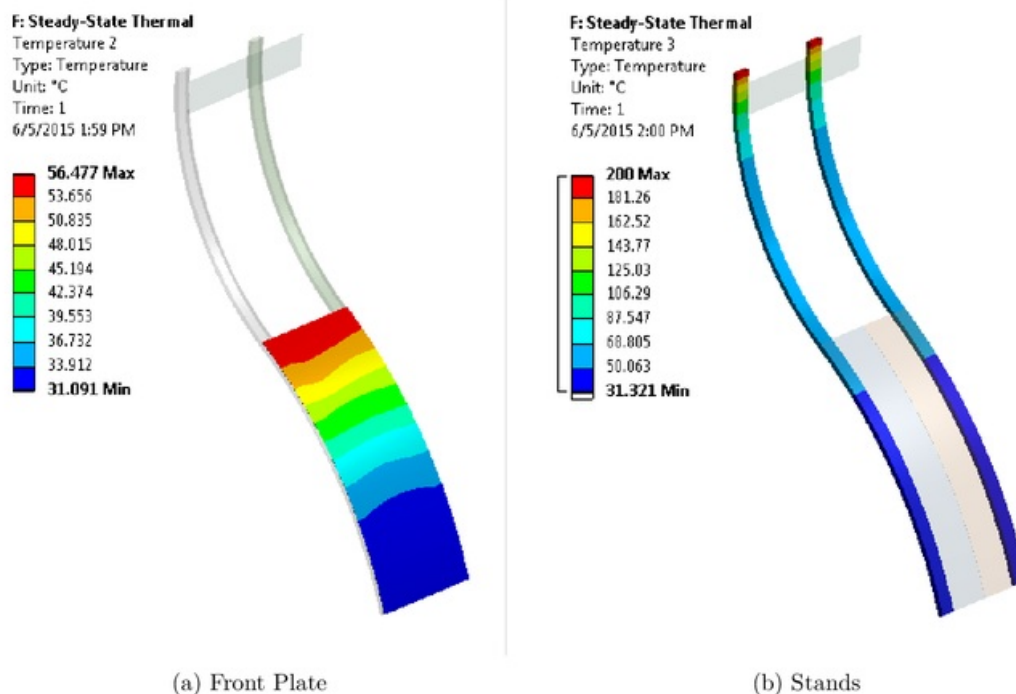 F: Steady-State Thermal
Temperature 2
Type: Temperature
Unit: °C
Time: 1
6/5/2015 1:59 PM
56.477 Max
53.656
50.835
48.015
45.194
42.374
39.553
36.732
33.912
31.091 Min
(a) Front Plate
F: Steady-State Thermal
Temperature 3
Type: Temperature
Unit: °C
Time: 1
6/5/2015 2:00 PM
200 Max
181.26
162.52
143.77
125.03
106.29
87.547
68.805
50.063
31.321 Min
(b) Stands